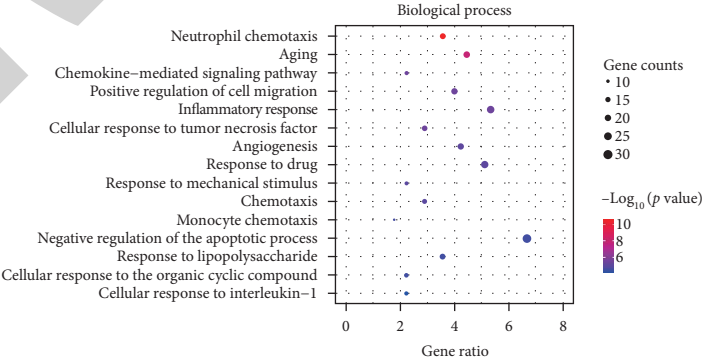 Biological process
Neutrophil chemotaxis
Aging
Chemokine−mediated signaling pathway
Positive regulation of cell migration
Inflammatory response
Cellular response to tumor necrosis factor
Angiogenesis
Response to drug
Response to mechanical stimulus
Chemotaxis
Monocyte chemotaxis
Negative regulation of the apoptotic process
Response to lipopolysaccharide
Cellular response to the organic cyclic compound
Cellular response to interleukin−1
0 2 4 6 8
Gene ratio
Gene counts
10
15
20
25
30
−Log10 (p value)
10
8
6